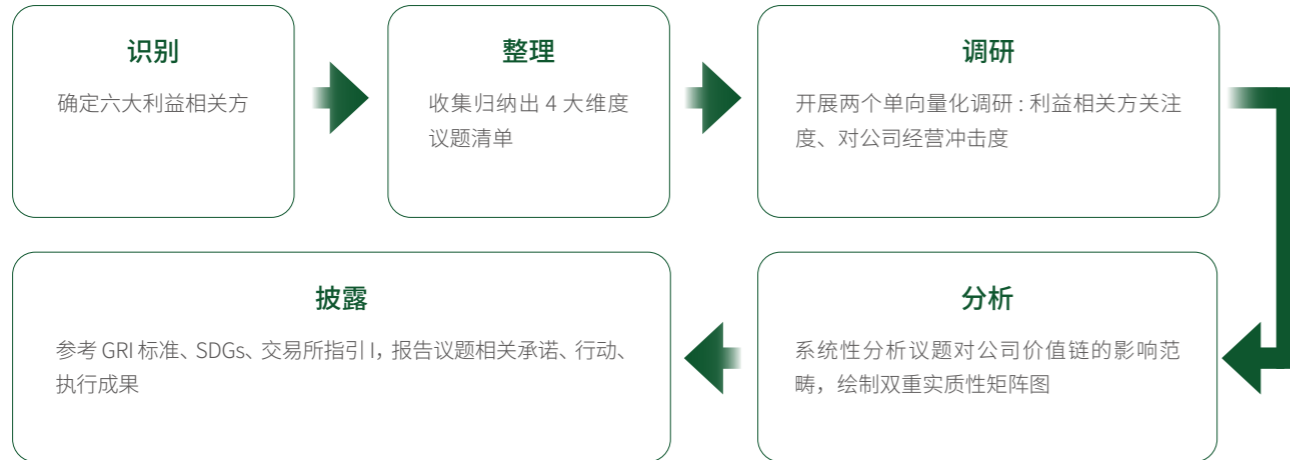 识别
确定六大利益相关方
整理
收集归纳出 4 大维度
议题清单
调研
开展两个单向量化调研 : 利益相关方关注
度、对公司经营冲击度
分析
系统性分析议题对公司价值链的影响范
畴，绘制双重实质性矩阵图
披露
参考 GRI 标准、SDGs、交易所指引 I，报告议题相关承诺、行动、
执行成果